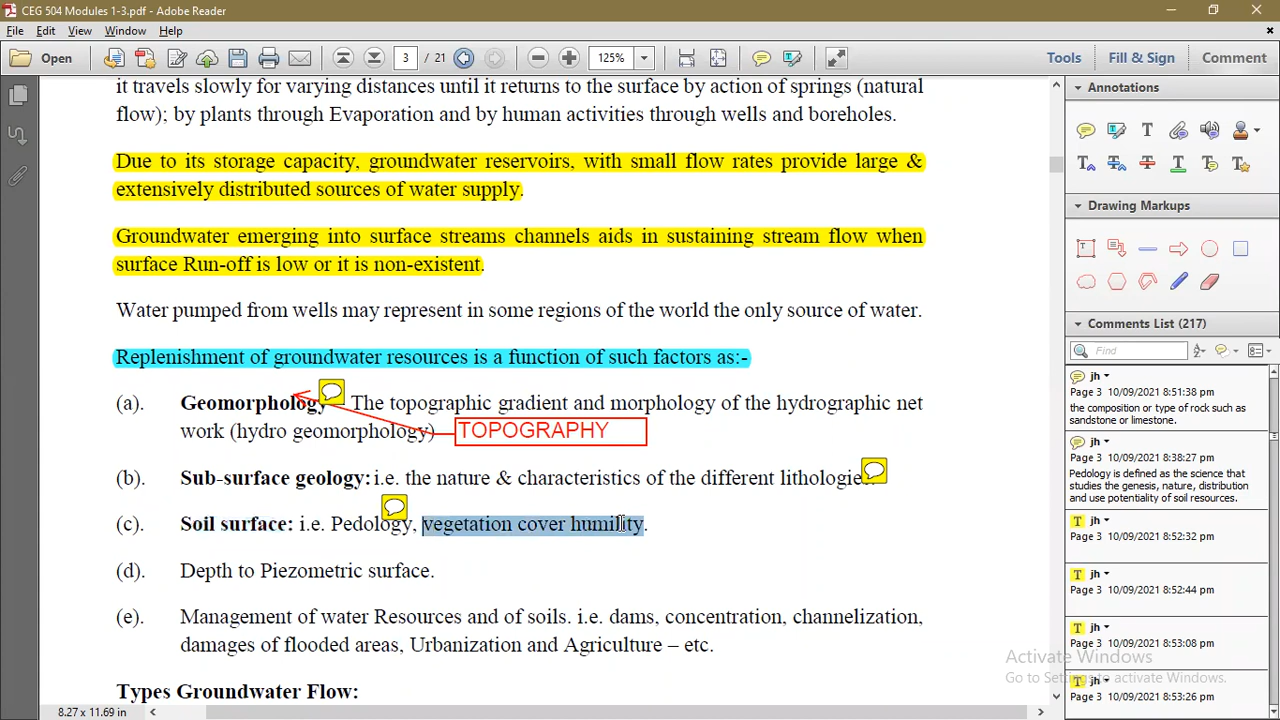 CEG 504 Modules 1-3.pdf - Adobe Reader
File Edit View Window Help
Open 3 / 21 125% Tools Fill & Sign Comment
it travels slowly for varying distances until it returns to the surface by action of springs (natural
flow); by plants through Evaporation and by human activities through wells and boreholes.
Due to its storage capacity, groundwater reservoirs, with small flow rates provide large &
extensively distributed sources of water supply.
Groundwater emerging into surface streams channels aids in sustaining stream flow when
surface Run-off is low or it is non-existent.
Water pumped from wells may represent in some regions of the world the only source of water.
Replenishment of groundwater resources is a function of such factors as:-
(a). Geomorphology – The topographic gradient and morphology of the hydrographic net
work (hydro geomorphology)
TOPOGRAPHY
(b). Sub-surface geology: i.e. the nature & characteristics of the different lithologies.
(c). Soil surface: i.e. Pedology, vegetation cover humility.
(d). Depth to Piezometric surface.
(e). Management of water Resources and of soils. i.e. dams, concentration, channelization,
damages of flooded areas, Urbanization and Agriculture – etc.
Types Groundwater Flow:
8.27 x 11.69 in
Annotations
Drawing Markups
Comments List (217)
Find
jh
Page 3 10/09/2021 8:51:38 pm
the composition or type of rock such as
sandstone or limestone.
jh
Page 3 10/09/2021 8:38:27 pm
Pedology is defined as the science that
studies the genesis, nature, distribution
and use potentiality of soil resources.
jh
Page 3 10/09/2021 8:52:32 pm
jh
Page 3 10/09/2021 8:52:44 pm
jh
Page 3 10/09/2021 8:53:08 pm
jh
Page 3 10/09/2021 8:53:26 pm
Activate Windows
Go to Settings to activate Windows.